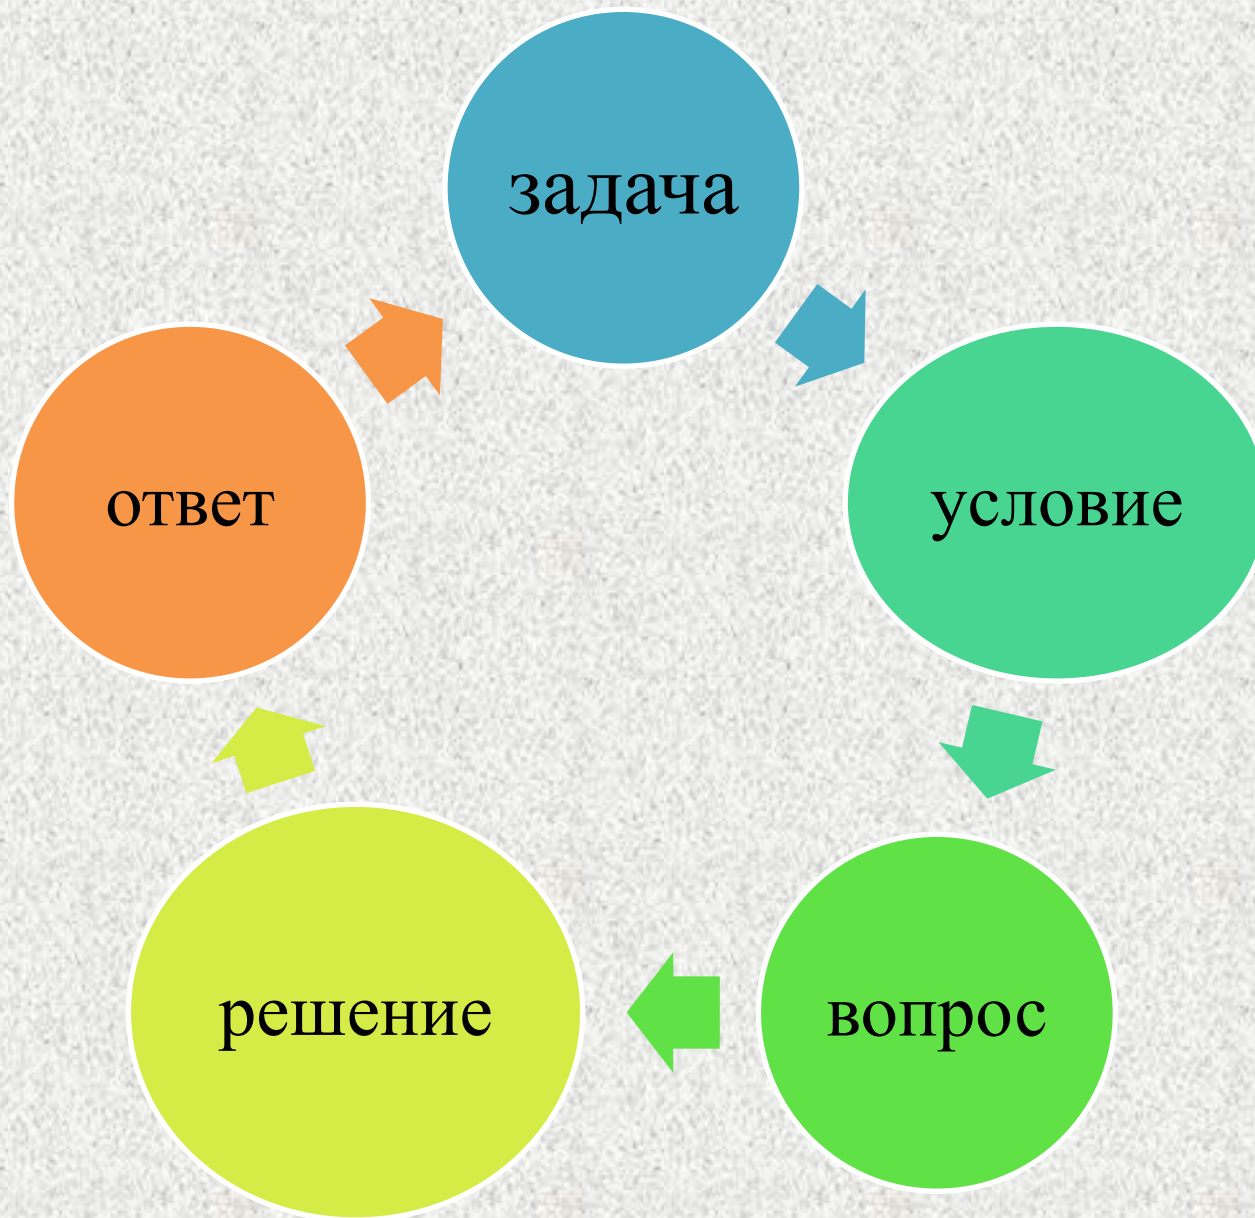 задача
условие
вопрос
решение
ответ